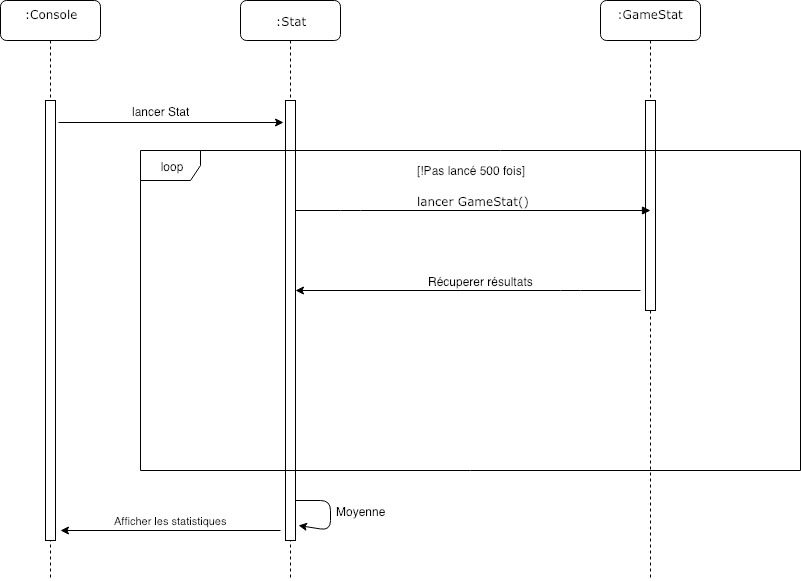 :Console
:Stat
:GameStat
lancer Stat
loop
[!Pas lancé 500 fois]
lancer GameStat()
Récuperer résultats
Moyenne
Afficher les statistiques